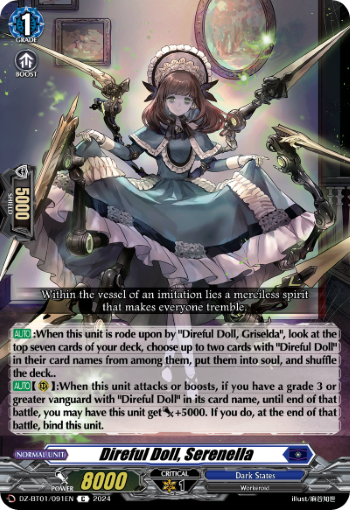 1
GRADE
BOOST
5000
SHIELD
Within the vessel of an imitation lies a merciless spirit
that makes everyone tremble.
AUTO:When this unit is rode upon by "Direful Doll, Griselda", look at the
top seven cards of your deck, choose up to two cards with "Direful Doll"
in their card names from among them, put them into soul, and shuffle
the deck..
AUTO【(R)】:When this unit attacks or boosts, if you have a grade 3 or
greater vanguard with "Direful Doll" in its card name, until end of that
battle, you may have this unit get +5000. If you do, at the end of that
battle, bind this unit.
NORMAL UNIT
Direful Doll, Serenella
POWER 8000
CRITICAL
1
Dark States
Workeroid
D-BT01/091EN C 2024
illust/萩谷知悠